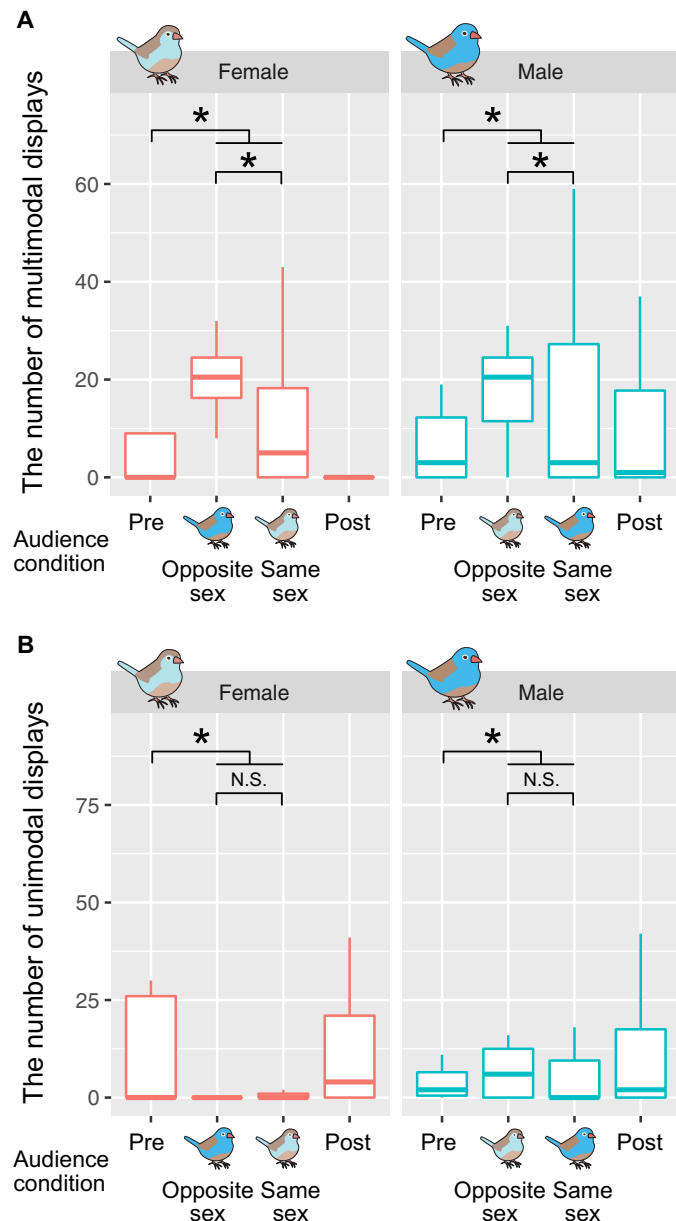 A
Female
Male
The number of multimodal displays
*
*
*
*
60
40
20
0
Pre
Post
Pre
Post
Audience
condition
Opposite Same
sex sex
Opposite Same
sex sex
B
Female
Male
The number of unimodal displays
*
N.S.
*
N.S.
75
50
25
0
Pre
Post
Pre
Post
Audience
condition
Opposite Same
sex sex
Opposite Same
sex sex